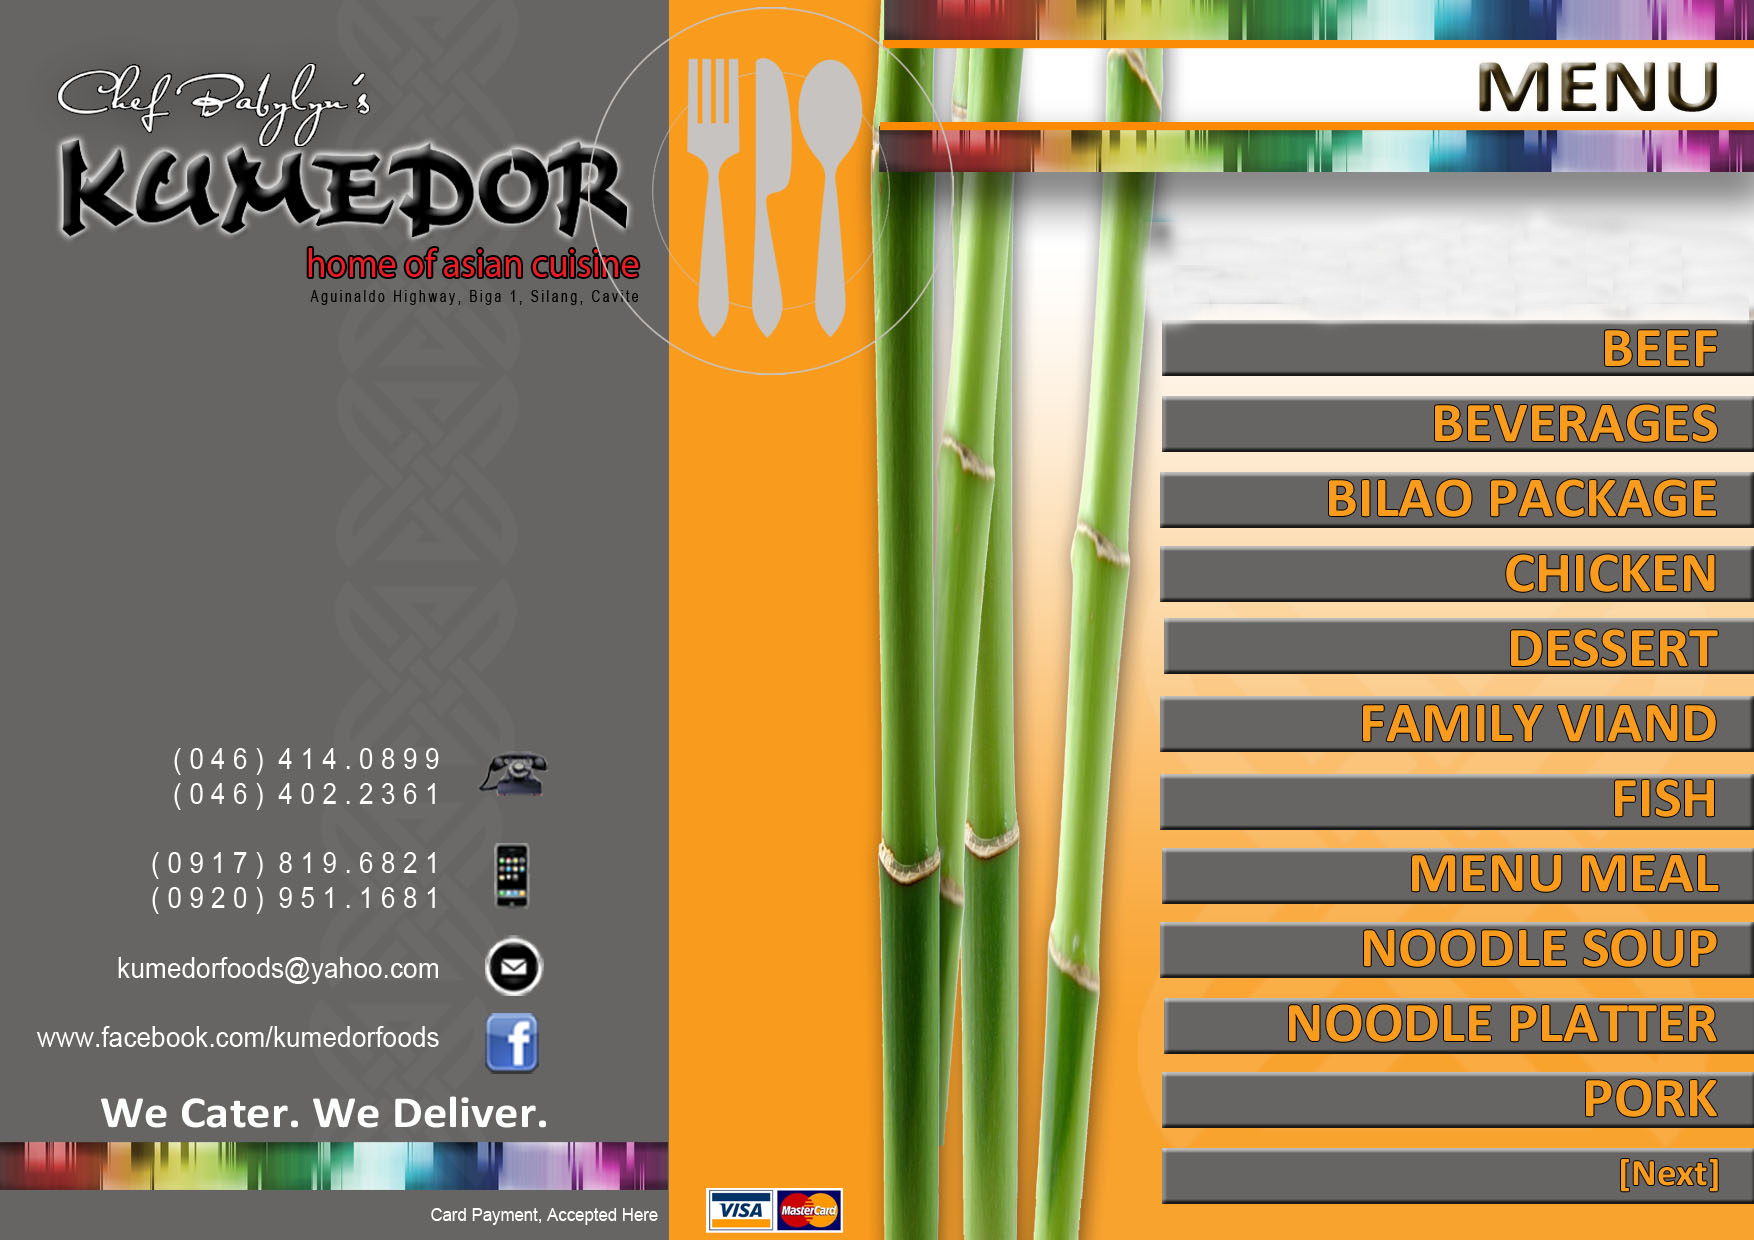 Chef Babylyn's
KUMEDOR
home of asian cuisine
Aguinaldo Highway, Biga 1, Silang, Cavite
(046) 414.0899
(046) 402.2361
(0917) 819.6821
(0920) 951.1681
kumedorfoods@yahoo.com
www.facebook.com/kumedorfoods
We Cater. We Deliver.
Card Payment, Accepted Here
VISA
MasterCard
MENU
BEEF
BEVERAGES
BILAO PACKAGE
CHICKEN
DESSERT
FAMILY VIAND
FISH
MENU MEAL
NOODLE SOUP
NOODLE PLATTER
PORK
[Next]